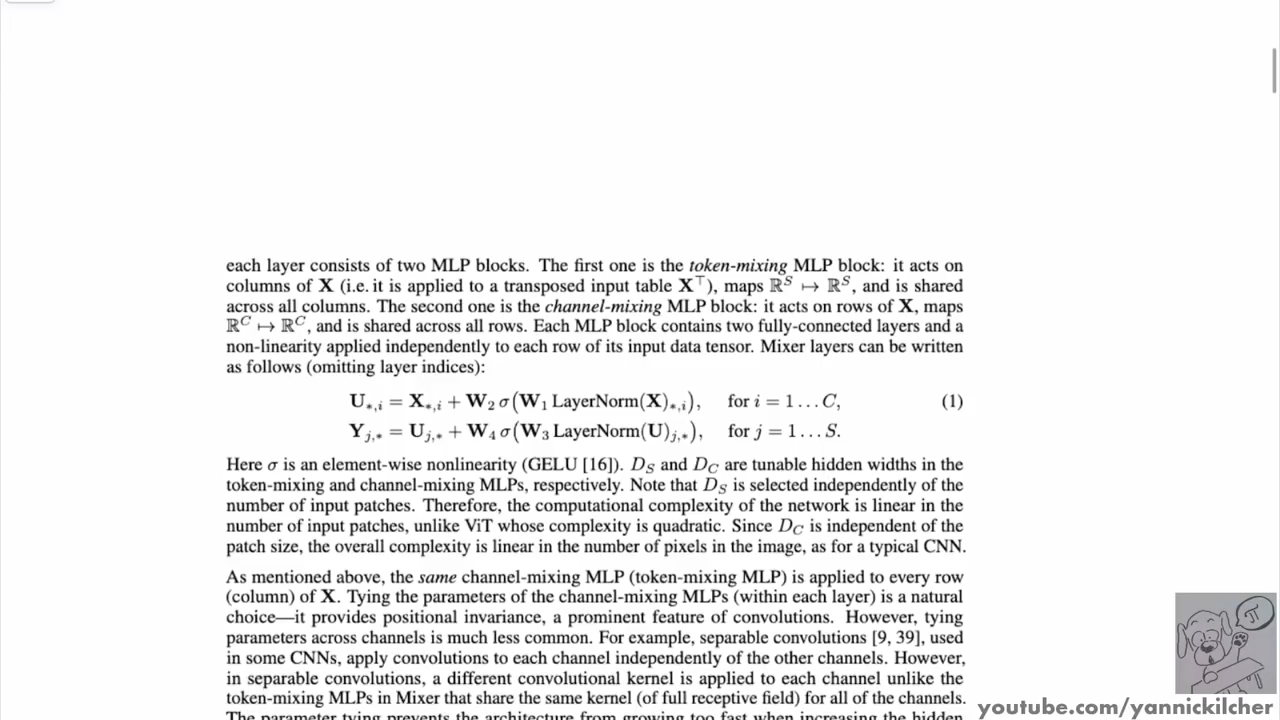 each layer consists of two MLP blocks. The first one is the token-mixing MLP block: it acts on
columns of X (i.e. it is applied to a transposed input table X⊤), maps ℝ^S ↦ ℝ^S, and is shared
across all columns. The second one is the channel-mixing MLP block: it acts on rows of X, maps
ℝ^C ↦ ℝ^C, and is shared across all rows. Each MLP block contains two fully-connected layers and a
non-linearity applied independently to each row of its input data tensor. Mixer layers can be written
as follows (omitting layer indices):
U_{*,i} = X_{*,i} + W_2 σ(W_1 LayerNorm(X)_{*,i}), for i = 1 … C, (1)
Y_{j,*} = U_{j,*} + W_4 σ(W_3 LayerNorm(U)_{j,*}), for j = 1 … S.
Here σ is an element-wise nonlinearity (GELU [16]). D_S and D_C are tunable hidden widths in the
token-mixing and channel-mixing MLPs, respectively. Note that D_S is selected independently of the
number of input patches. Therefore, the computational complexity of the network is linear in the
number of input patches, unlike ViT whose complexity is quadratic. Since D_C is independent of the
patch size, the overall complexity is linear in the number of pixels in the image, as for a typical CNN.
As mentioned above, the same channel-mixing MLP (token-mixing MLP) is applied to every row
(column) of X. Tying the parameters of the channel-mixing MLPs (within each layer) is a natural
choice—it provides positional invariance, a prominent feature of convolutions. However, tying
parameters across channels is much less common. For example, separable convolutions [9, 39], used
in some CNNs, apply convolutions to each channel independently of the other channels. However,
in separable convolutions, a different convolutional kernel is applied to each channel unlike the
token-mixing MLPs in Mixer that share the same kernel (of full receptive field) for all of the channels.
The parameter tying prevents the architecture from growing too fast when increasing the hidden
π
youtube.com/yannickilcher